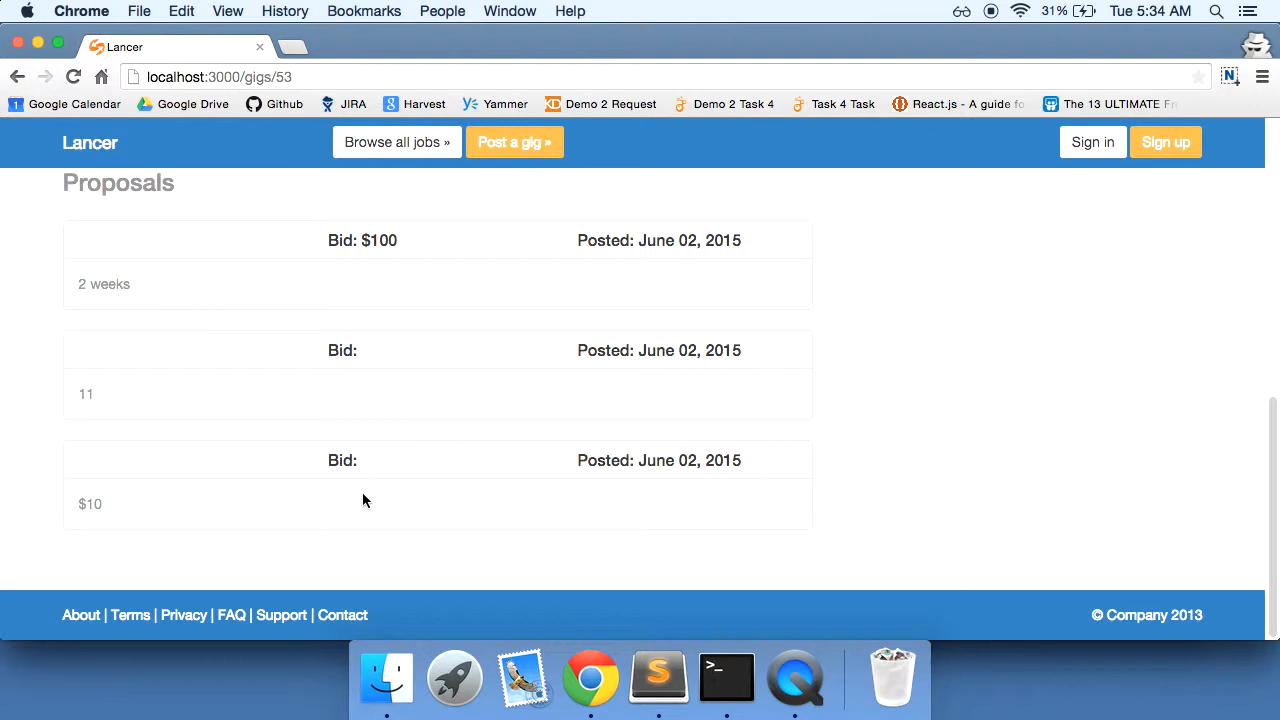 Chrome File Edit View History Bookmarks People Window Help 31% Tue 5:34 AM
Lancer
localhost:3000/gigs/53
1 Google Calendar Google Drive Github JIRA 8 Harvest Yammer XD Demo 2 Request Demo 2 Task 4 Task 4 Task React.js - A guide fo The 13 ULTIMATE Fr
Lancer Browse all jobs » Post a gig » Sign in Sign up
Proposals
Bid: $100 Posted: June 02, 2015
2 weeks
Bid: Posted: June 02, 2015
11
Bid: Posted: June 02, 2015
$10
About | Terms | Privacy | FAQ | Support | Contact © Company 2013